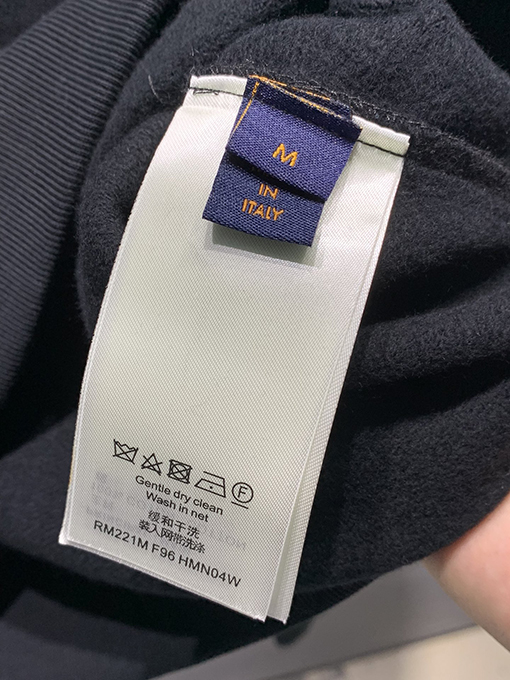 M
IN
ITALY
F
Gentle dry clean
Wash in net
缓和干洗
装入网带洗涤
RM221M F96 HMN04W